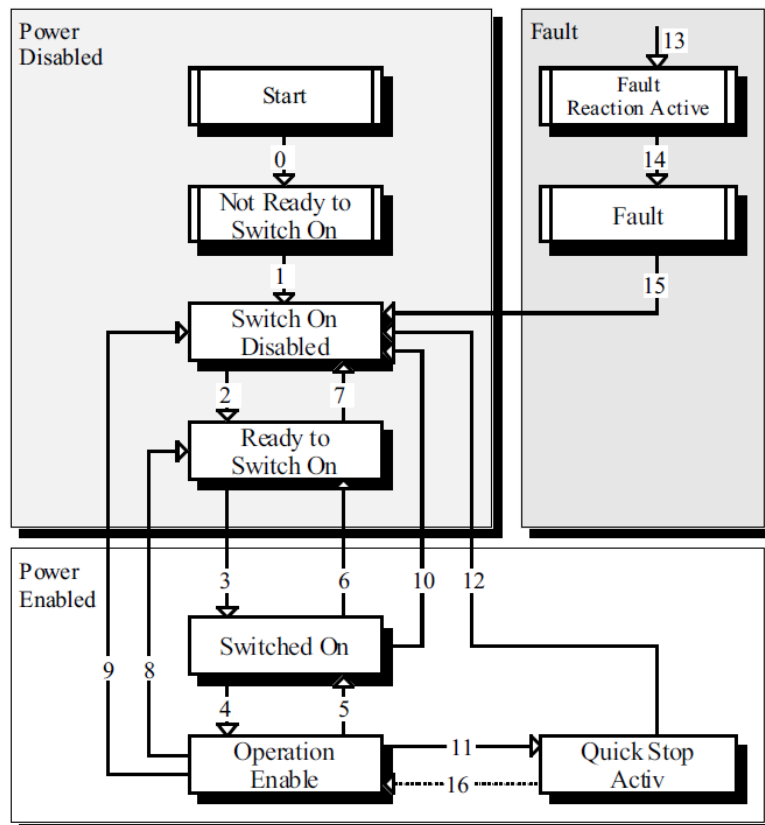 Power
Disabled
Start
0
Not Ready to
Switch On
1
Switch On
Disabled
2
7
Ready to
Switch On
Fault
13
Fault
Reaction Active
14
Fault
15
Power
Enabled
3
6
10
12
Switched On
9
8
4
5
Operation
Enable
11
16
Quick Stop
Activ